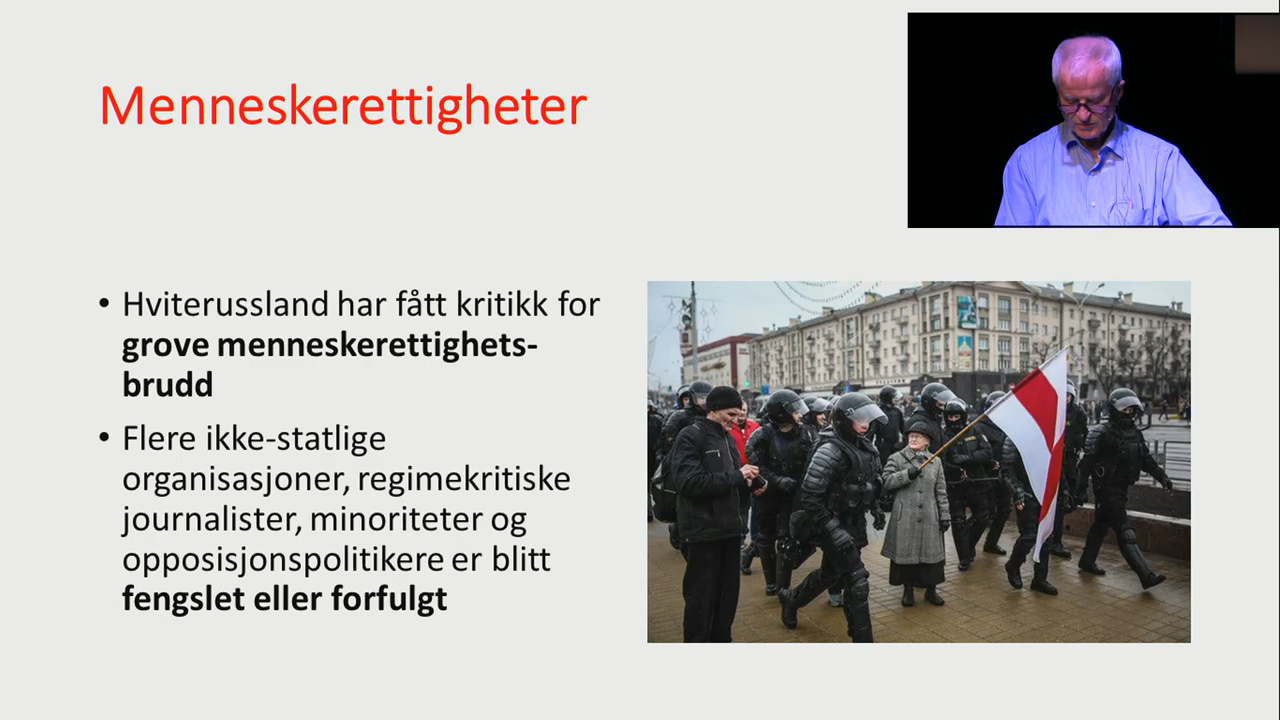 Menneskerettigheter
• Hviterussland har fått kritikk for
grove menneskerettighets-
brudd
• Flere ikke-statlige
organisasjoner, regimekritiske
journalister, minoriteter og
opposisjonspolitikere er blitt
fengslet eller forfulgt